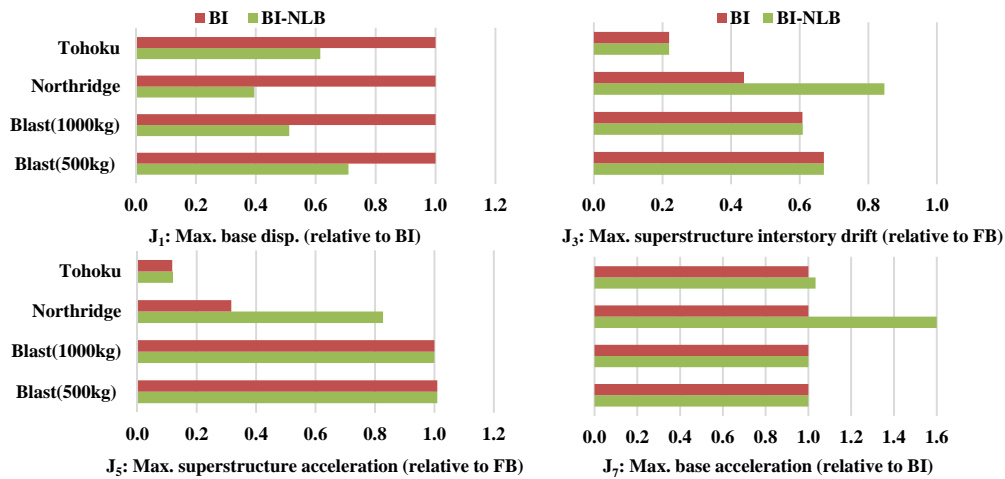 BI BI-NLB
Tohoku
Northridge
Blast(1000kg)
Blast(500kg)
0.0 0.2 0.4 0.6 0.8 1.0 1.2
J1: Max. base disp. (relative to BI)
BI BI-NLB
0.0 0.2 0.4 0.6 0.8 1.0
J3: Max. superstructure interstory drift (relative to FB)
Tohoku
Northridge
Blast(1000kg)
Blast(500kg)
0.0 0.2 0.4 0.6 0.8 1.0 1.2
J5: Max. superstructure acceleration (relative to FB)
0.0 0.2 0.4 0.6 0.8 1.0 1.2 1.4 1.6
J7: Max. base acceleration (relative to BI)